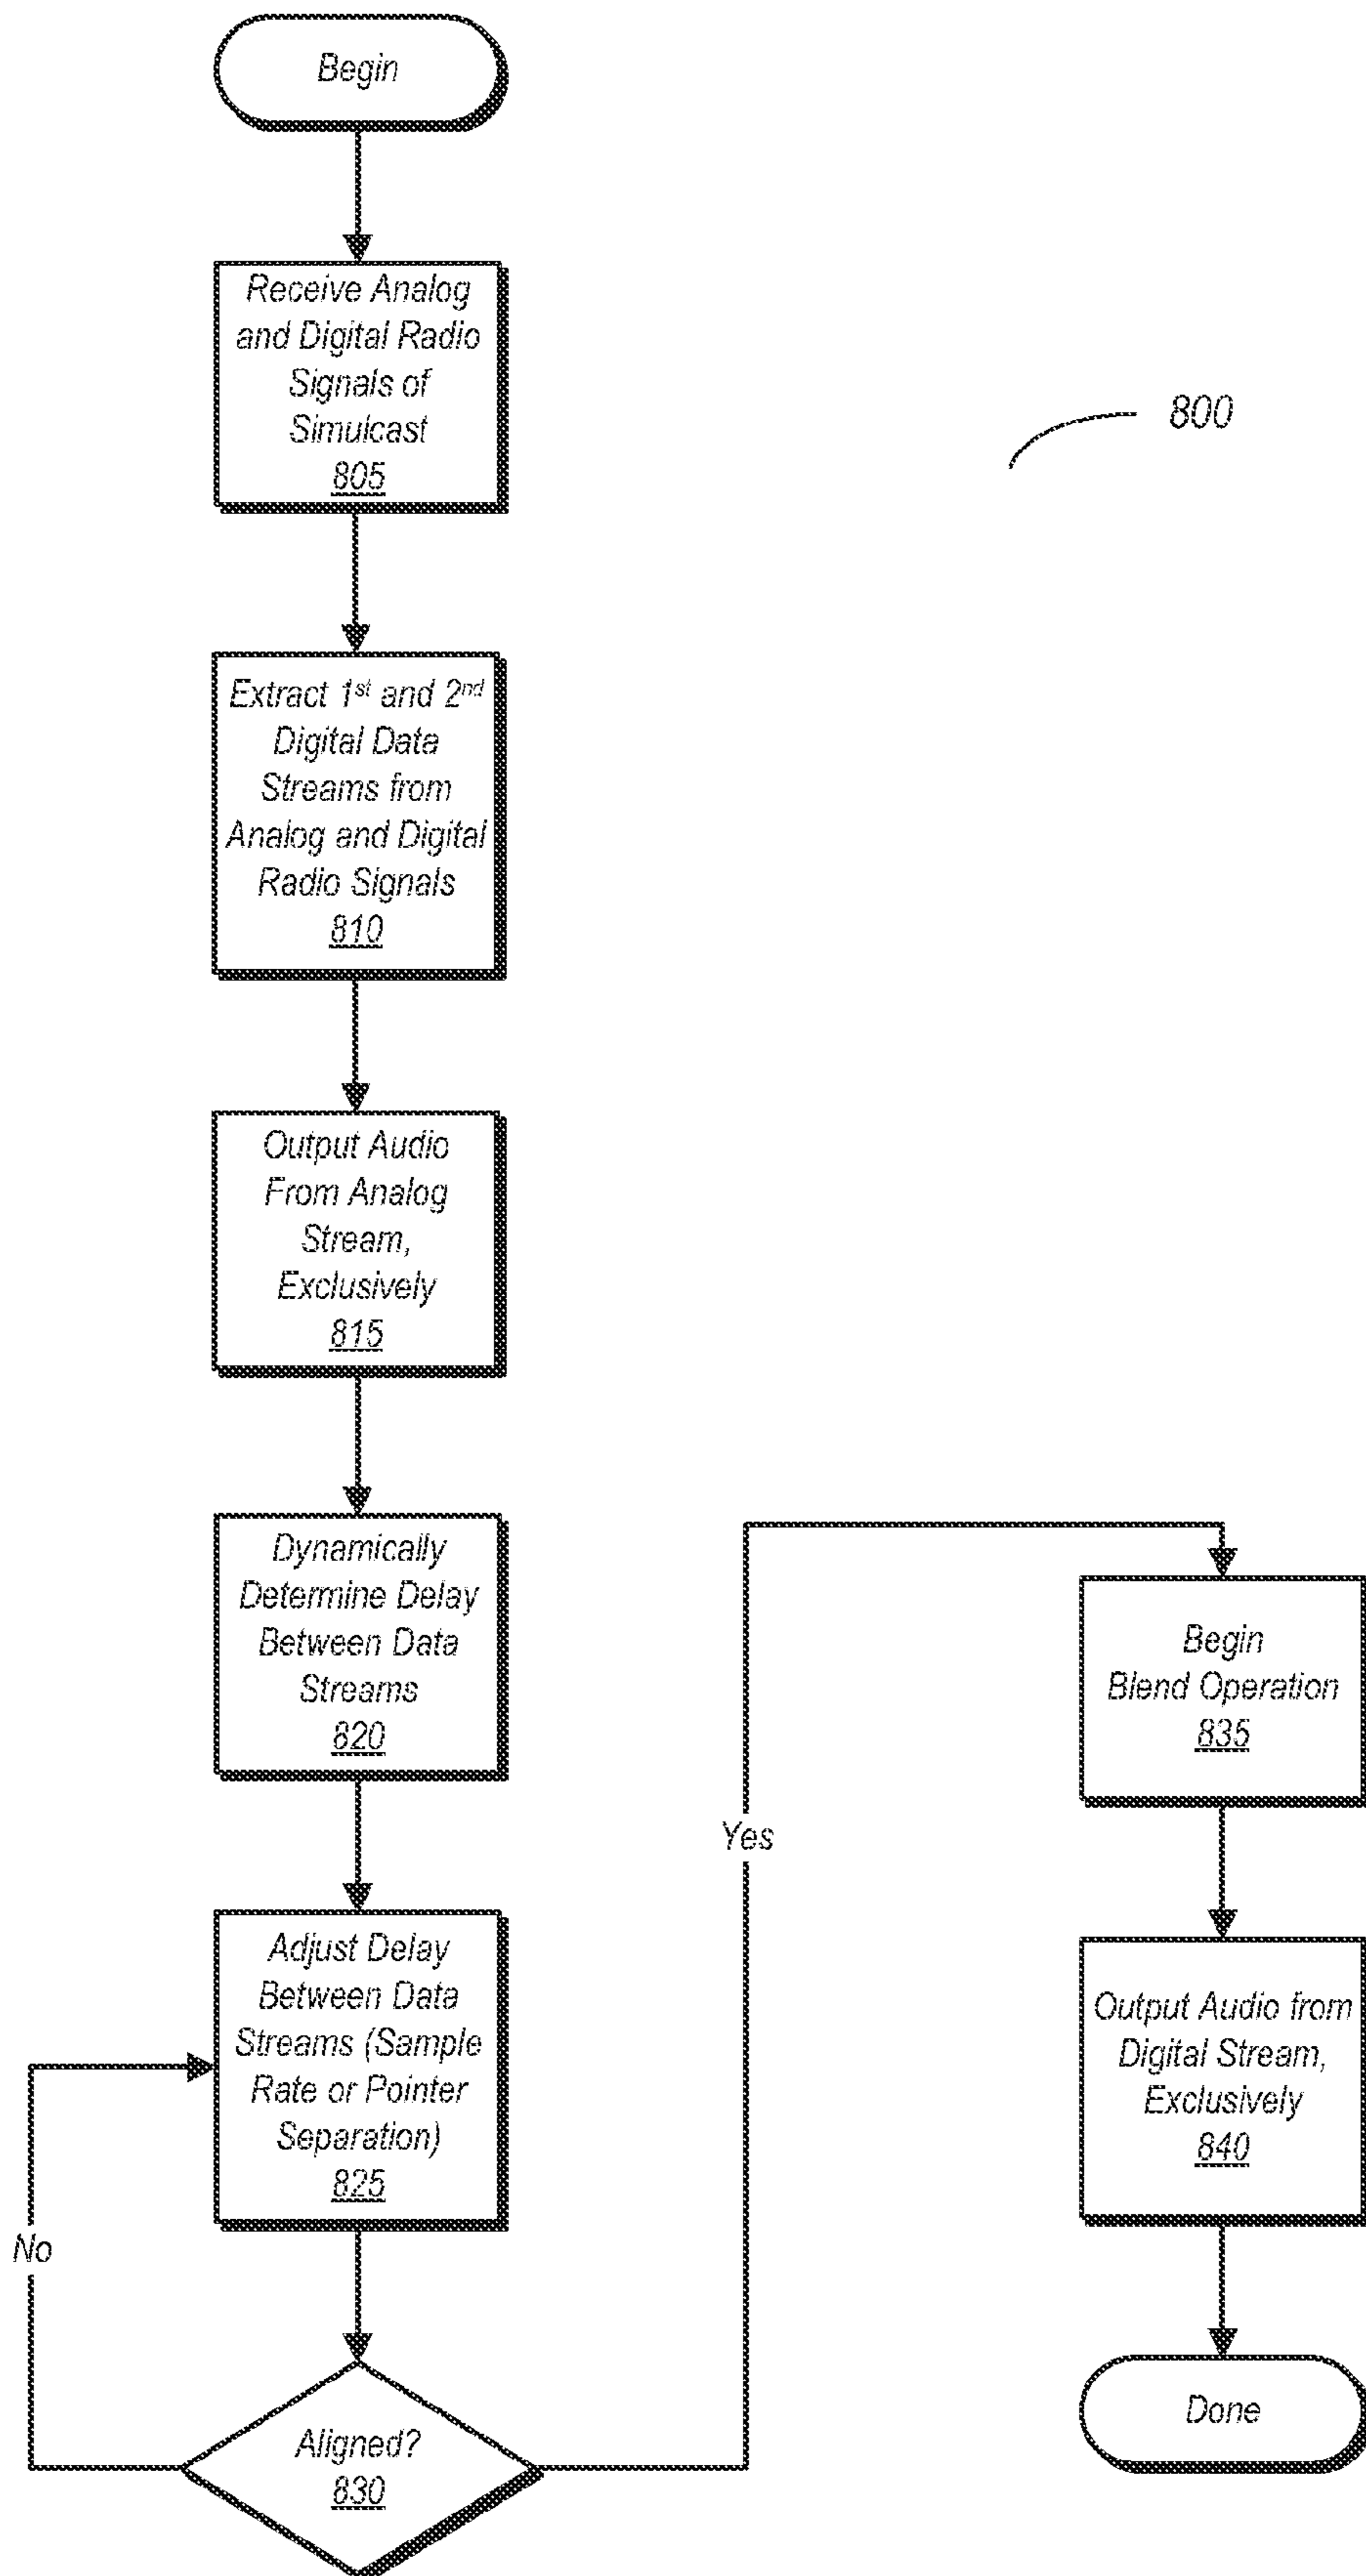 Begin
Receive Analog
and Digital Radio
Signals of
Simulcast
805
800
Extract 1st and 2nd
Digital Data
Streams from
Analog and Digital
Radio Signals
810
Output Audio
From Analog
Stream,
Exclusively
815
Dynamically
Determine Delay
Between Data
Streams
820
Adjust Delay
Between Data
Streams (Sample
Rate or Pointer
Separation)
825
No
Aligned?
830
Yes
Begin
Blend Operation
835
Output Audio from
Digital Stream,
Exclusively
840
Done